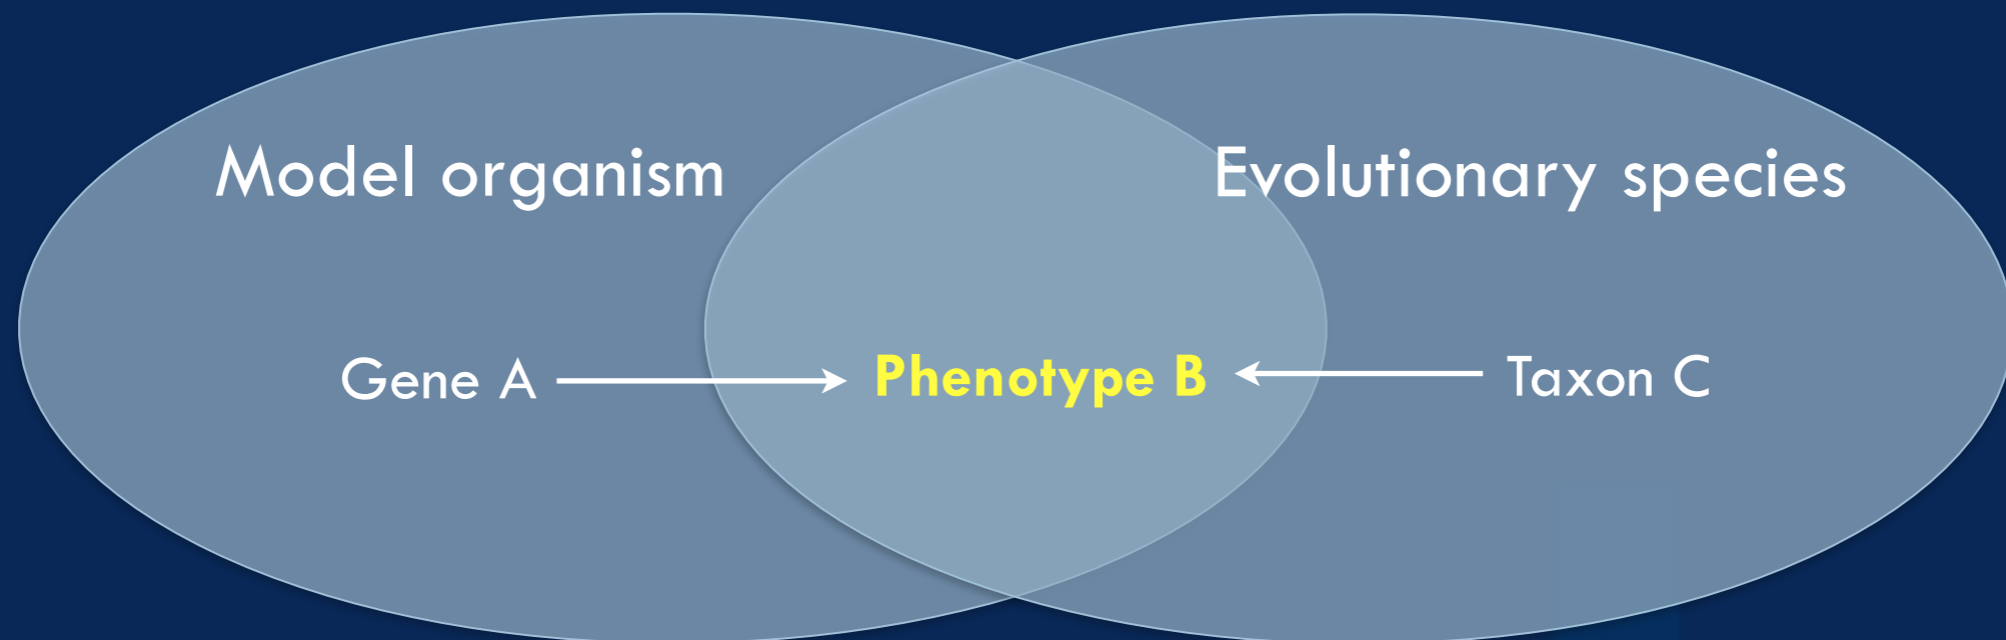 Model organism
Evolutionary species
Gene A
Phenotype B
Taxon C